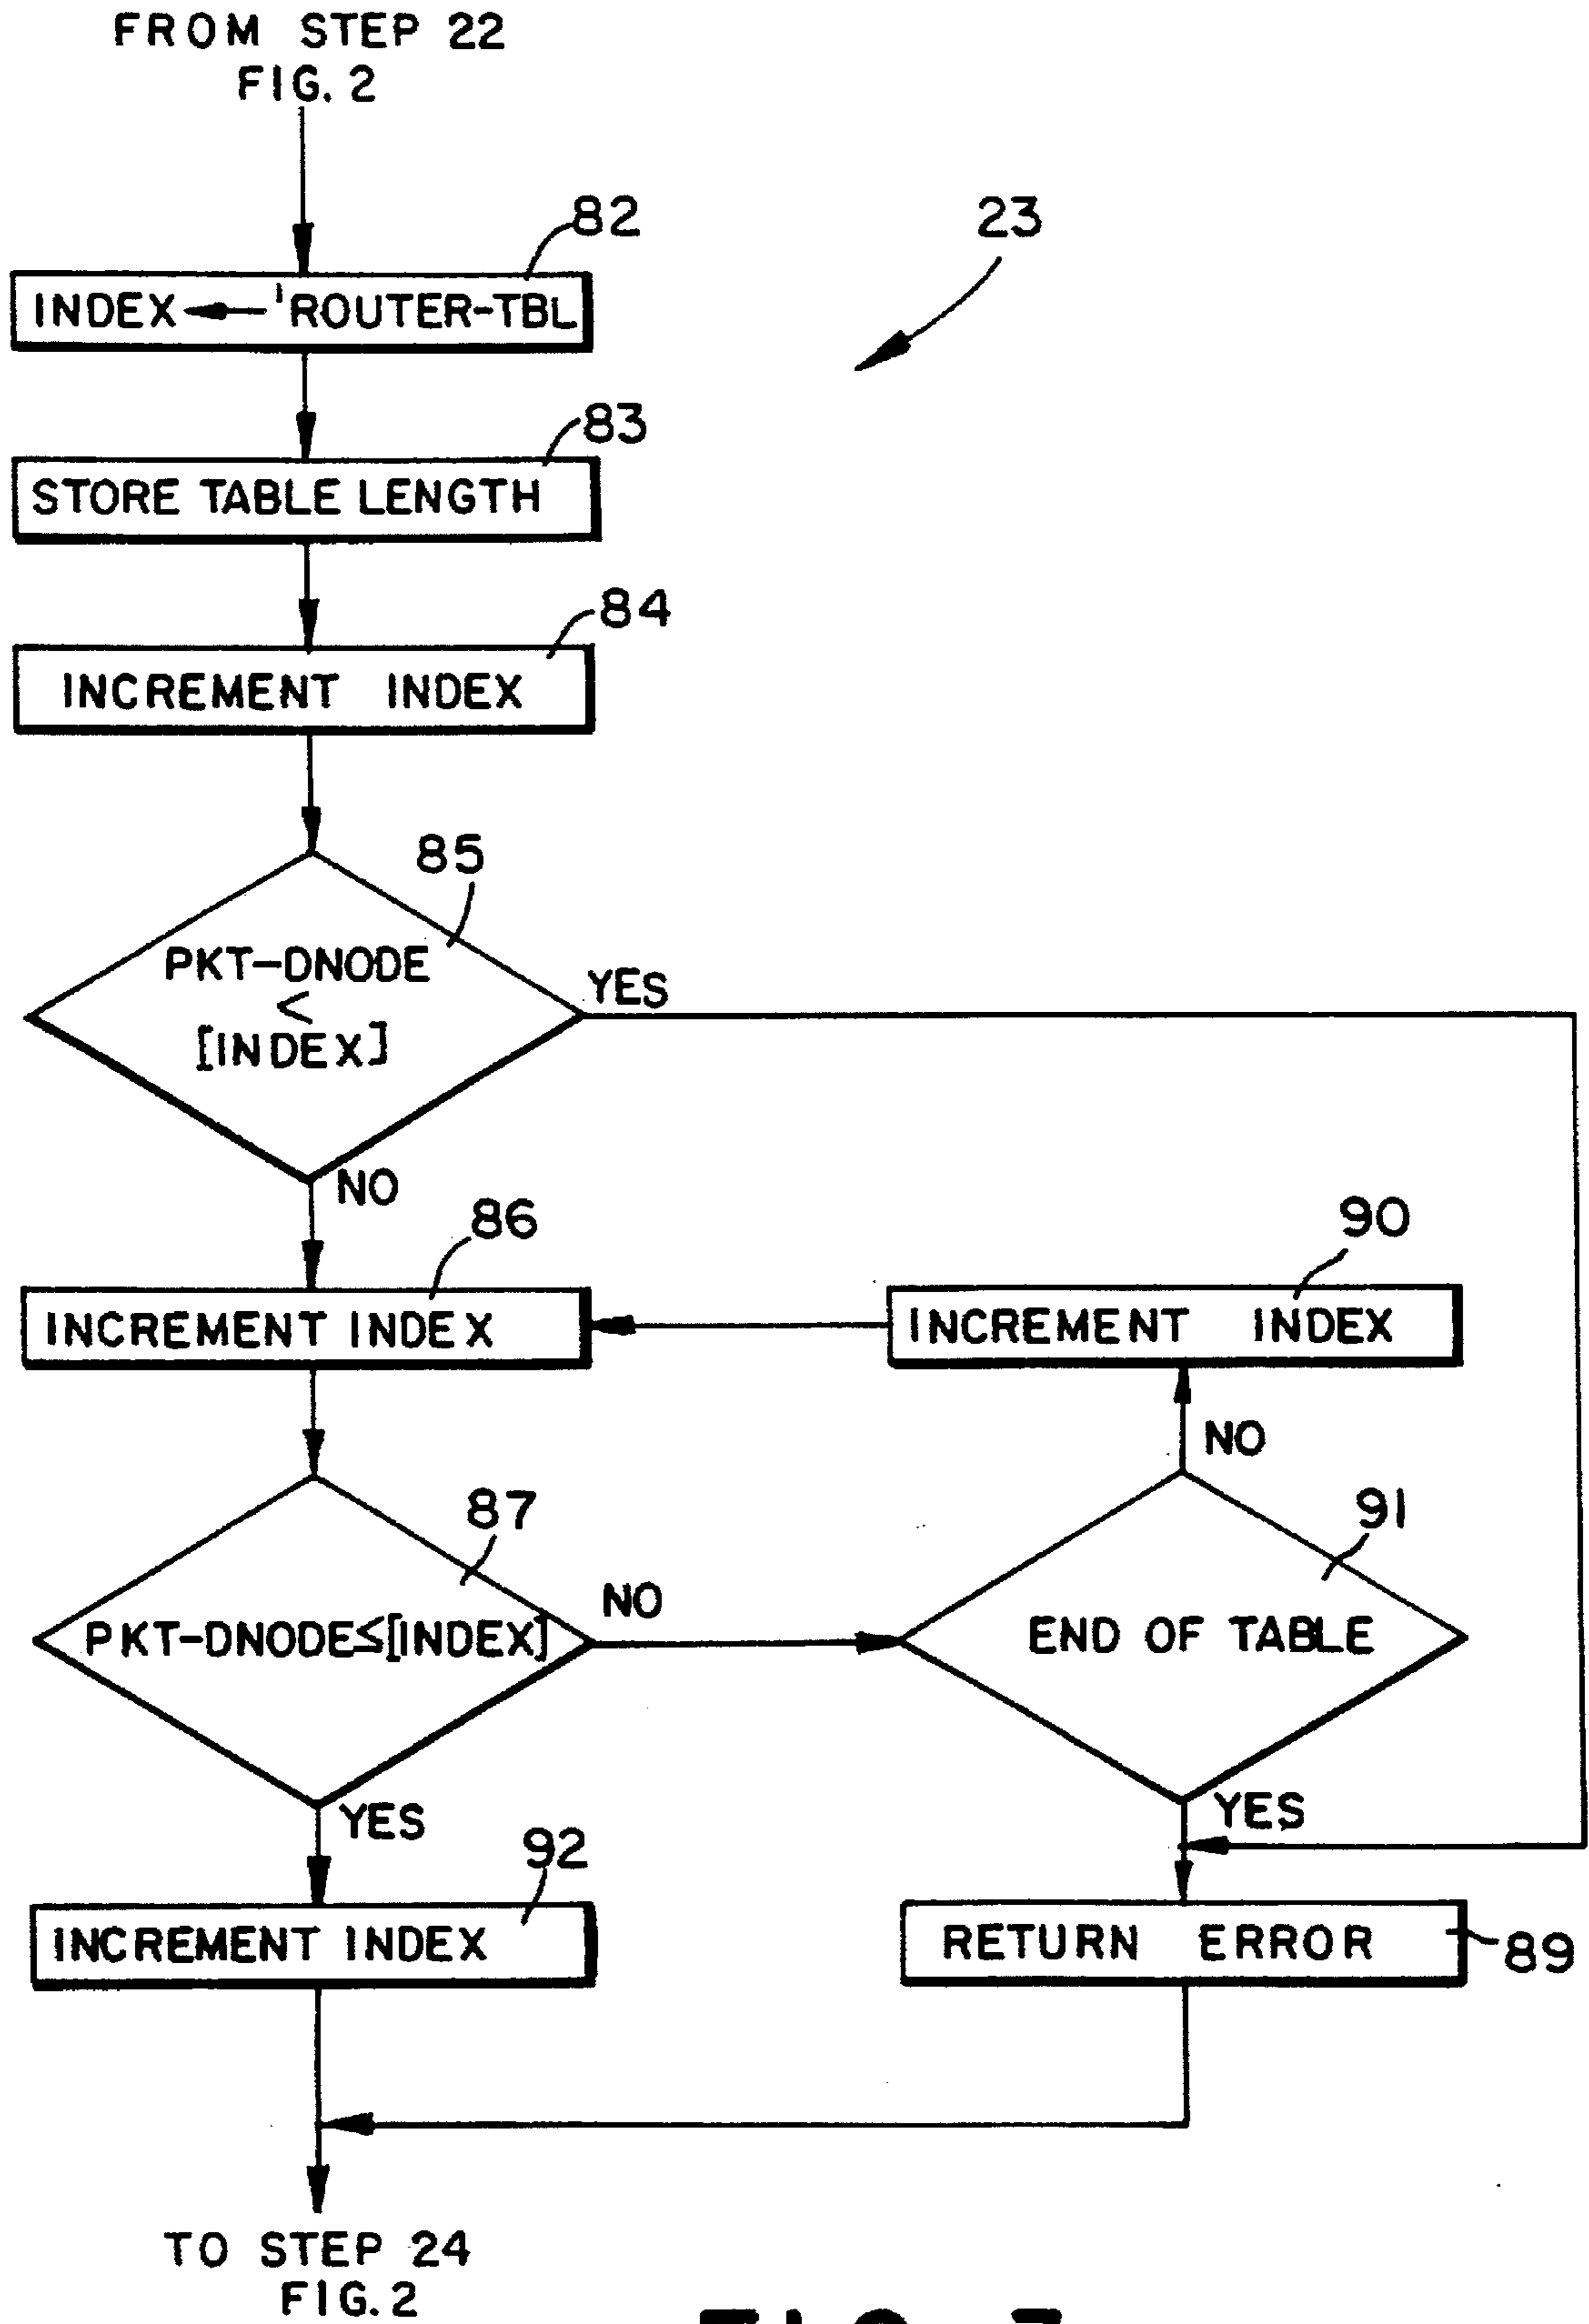 FROM STEP 22
FIG. 2
82
23
INDEX ← 'ROUTER-TBL
83
STORE TABLE LENGTH
84
INCREMENT INDEX
85
PKT-DNODE
<
[INDEX]
YES
NO
86
90
INCREMENT INDEX
INCREMENT INDEX
NO
87
91
PKT-DNODE≤[INDEX]
NO
END OF TABLE
YES
YES
92
INCREMENT INDEX
RETURN ERROR
89
TO STEP 24
FIG. 2